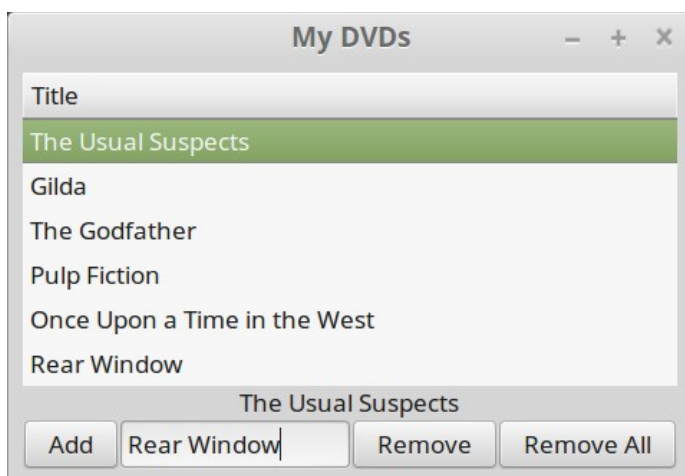 My DVDs
Title
The Usual Suspects
Gilda
The Godfather
Pulp Fiction
Once Upon a Time in the West
Rear Window
The Usual Suspects
Add Rear Window Remove Remove All